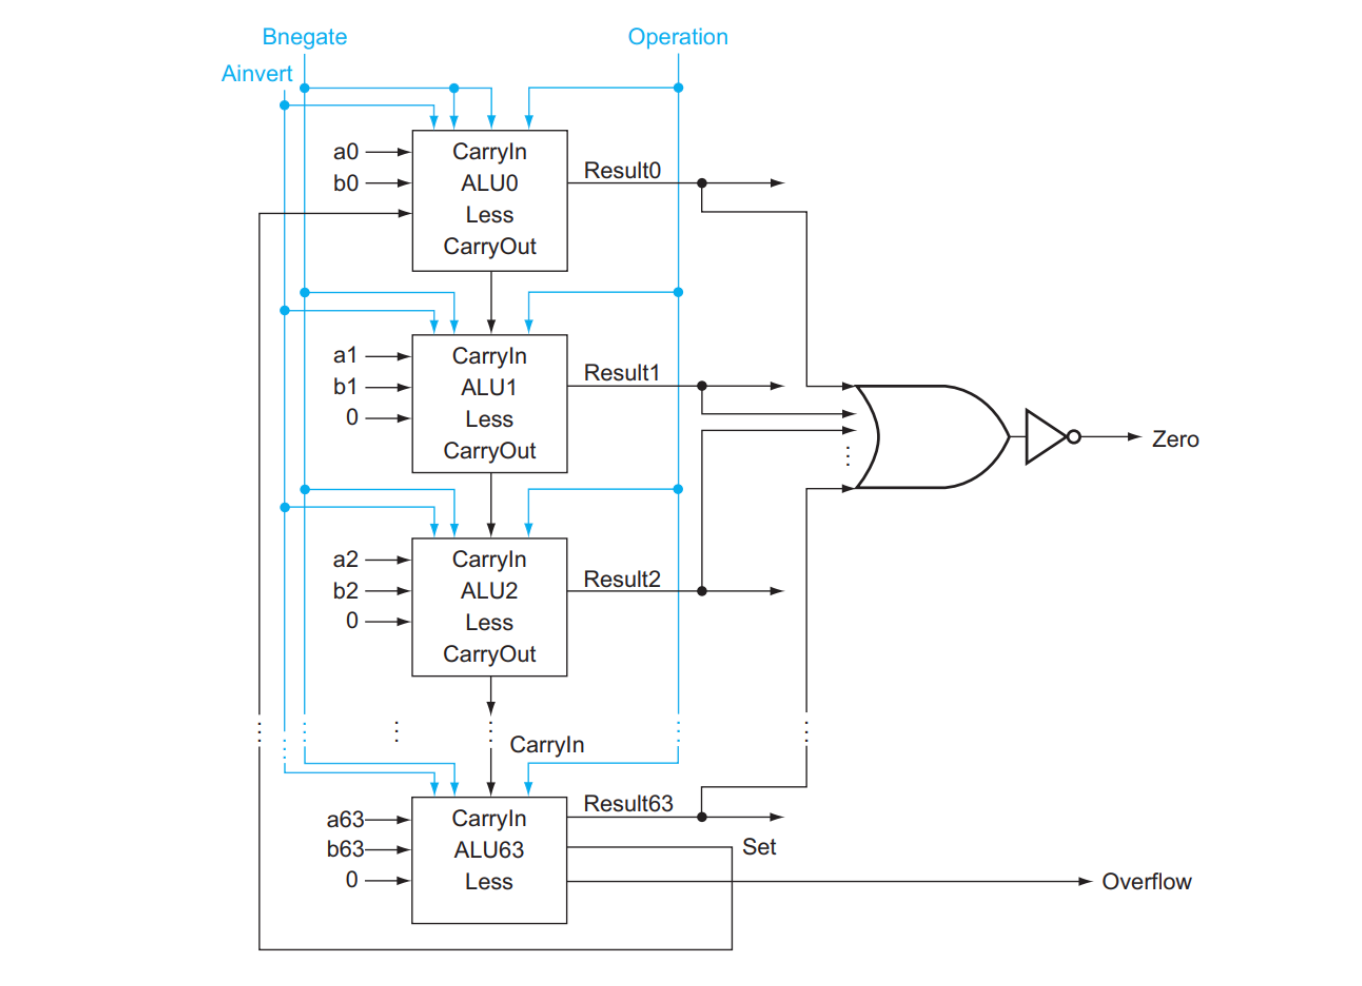 Bnegate
Operation
Ainvert
a0
b0
CarryIn
ALU0
Less
CarryOut
Result0
a1
b1
0
CarryIn
ALU1
Less
CarryOut
Result1
Zero
a2
b2
0
CarryIn
ALU2
Less
CarryOut
Result2
CarryIn
a63
b63
0
CarryIn
ALU63
Less
Result63
Set
Overflow